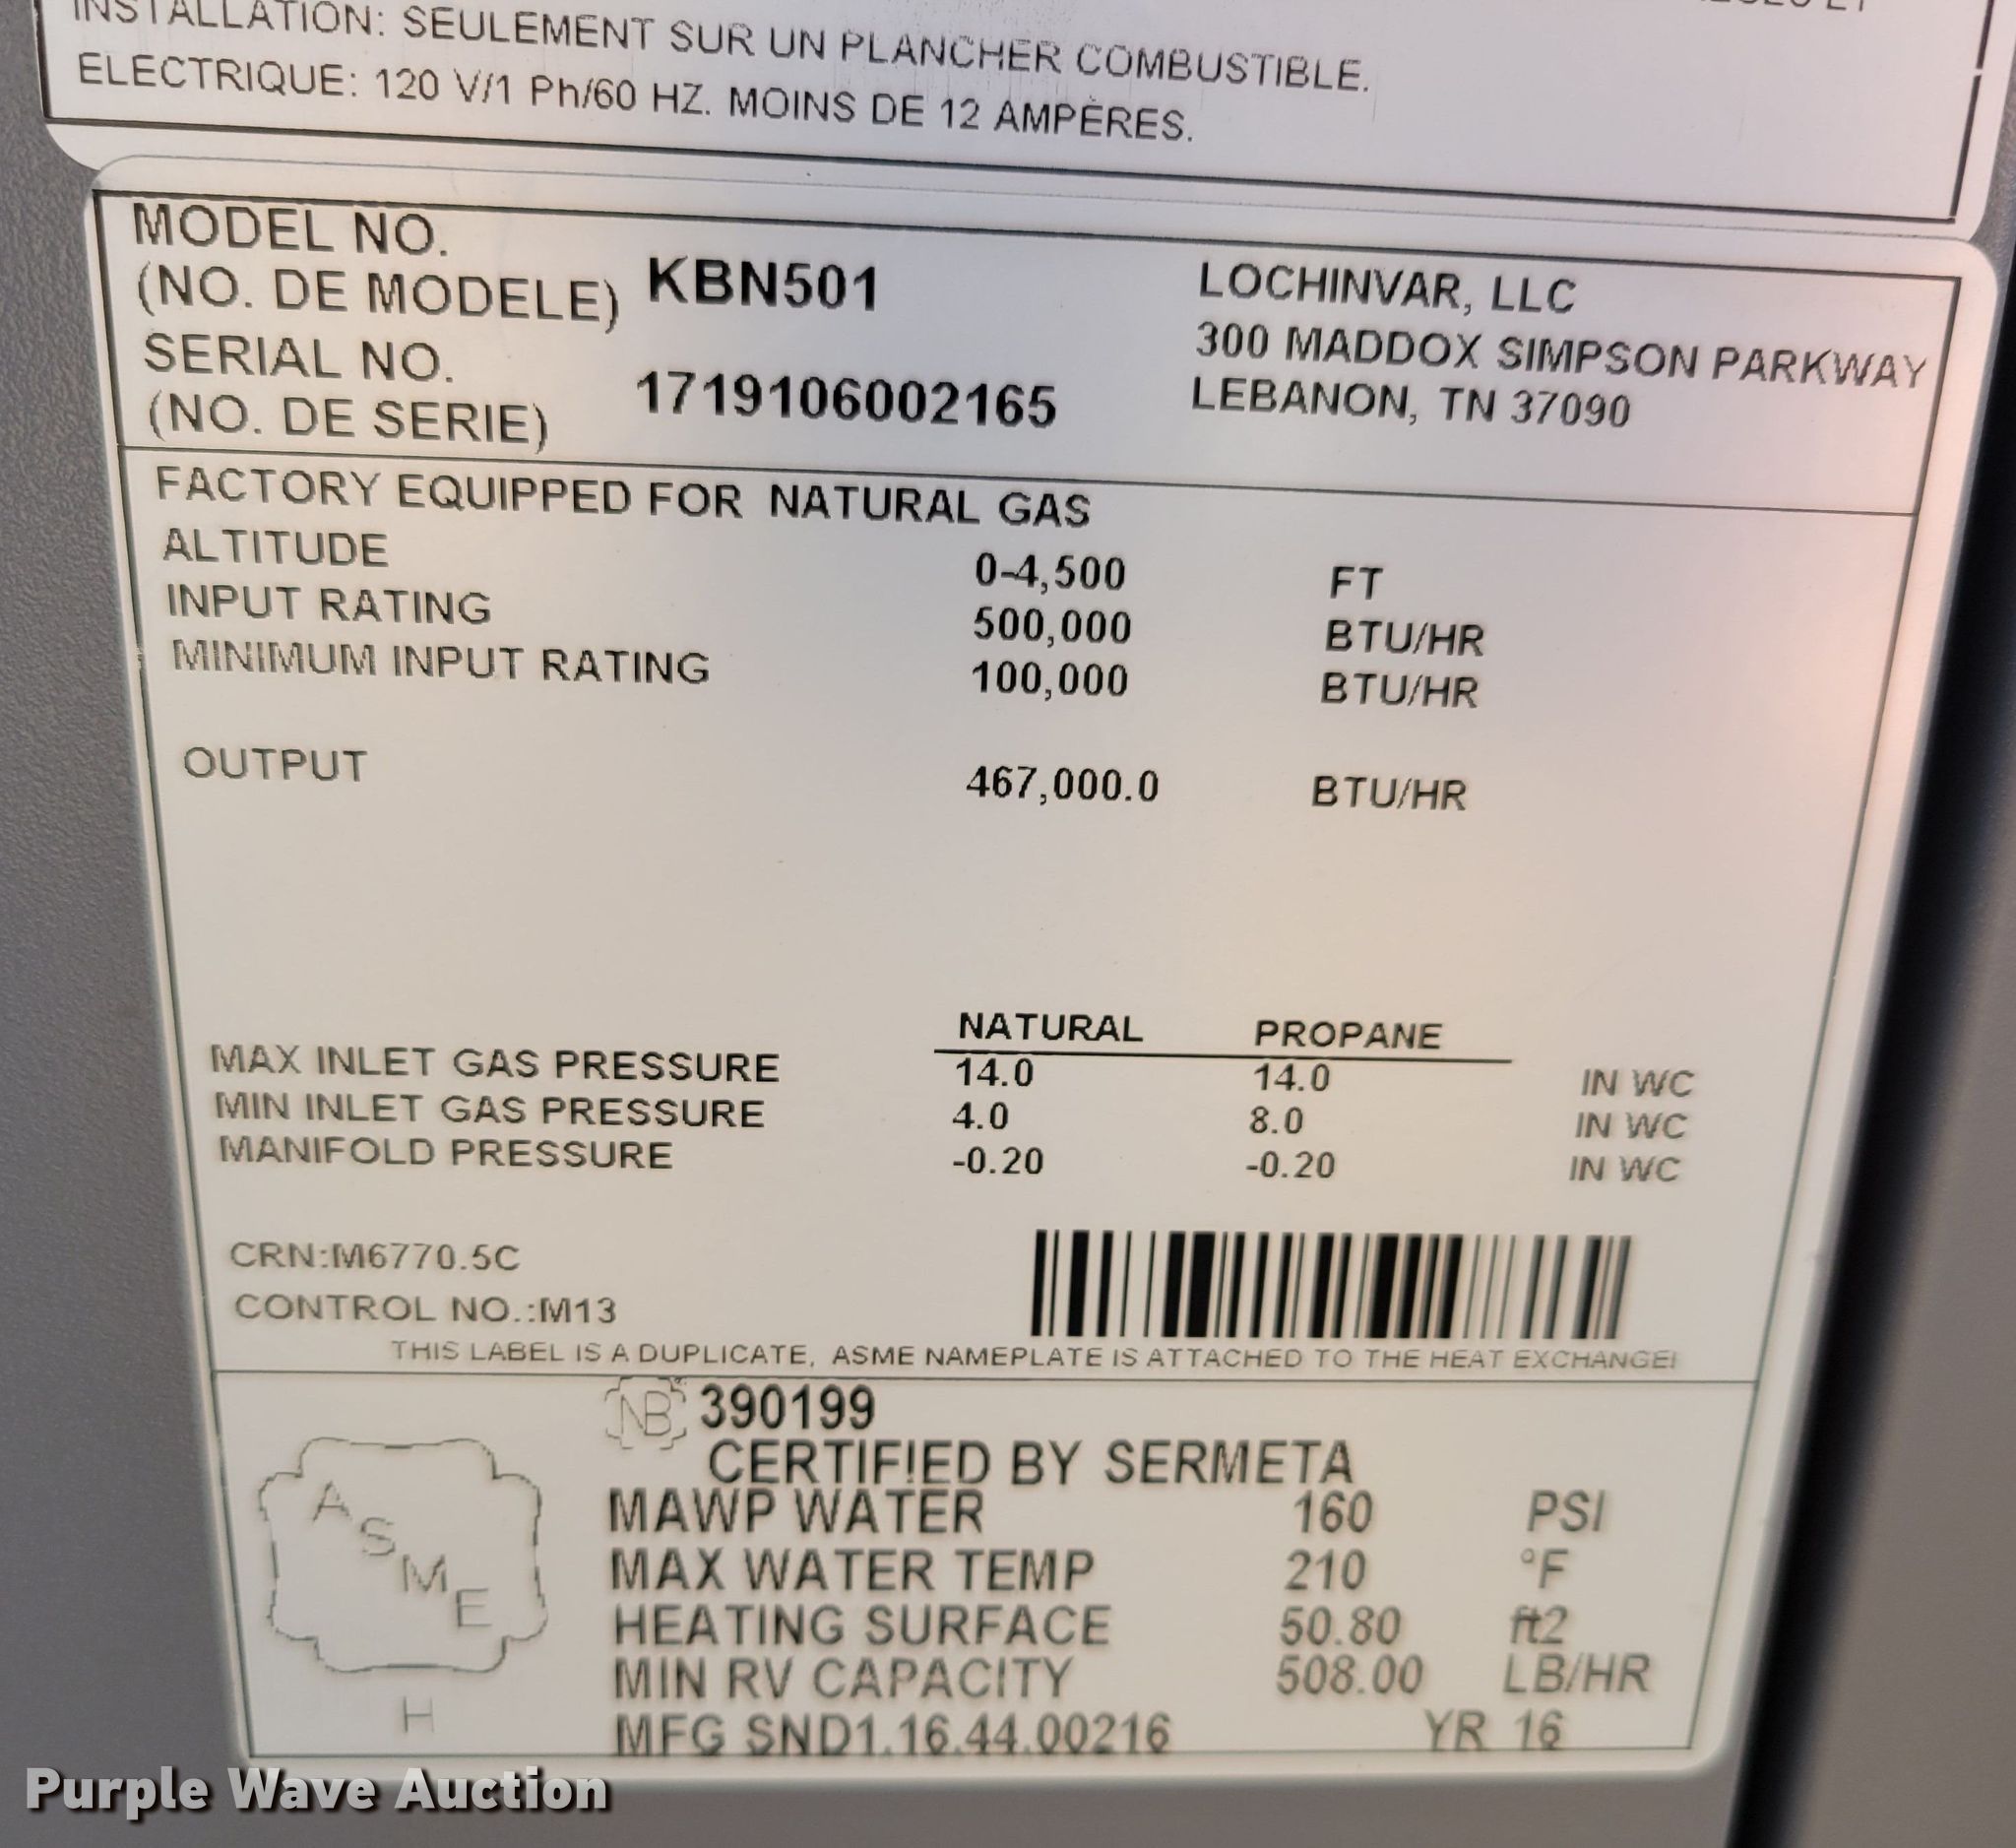 INSTALLATION: SEULEMENT SUR UN PLANCHER COMBUSTIBLE.
ELECTRIQUE: 120 V/1 Ph/60 HZ. MOINS DE 12 AMPÈRES.
MODEL NO.
(NO. DE MODELE) KBN501
SERIAL NO.
(NO. DE SERIE) 1719106002165
LOCHINVAR, LLC
300 MADDOX SIMPSON PARKWAY
LEBANON, TN 37090
FACTORY EQUIPPED FOR NATURAL GAS
ALTITUDE 0-4,500 FT
INPUT RATING 500,000 BTU/HR
MINIMUM INPUT RATING 100,000 BTU/HR
OUTPUT 467,000.0 BTU/HR
NATURAL PROPANE
MAX INLET GAS PRESSURE 14.0 14.0 IN WC
MIN INLET GAS PRESSURE 4.0 8.0 IN WC
MANIFOLD PRESSURE -0.20 -0.20 IN WC
CRN:M6770.5C
CONTROL NO.:M13
THIS LABEL IS A DUPLICATE, ASME NAMEPLATE IS ATTACHED TO THE HEAT
NB 390199
CERTIFIED BY SERMETA
ASME
H
MAWP WATER 160 PSI
MAX WATER TEMP 210 °F
HEATING SURFACE 50.80 ft2
MIN RV CAPACITY 508.00 LB/HR
MFG SND1.16.44.00216 YR 16
Purple Wave Auction